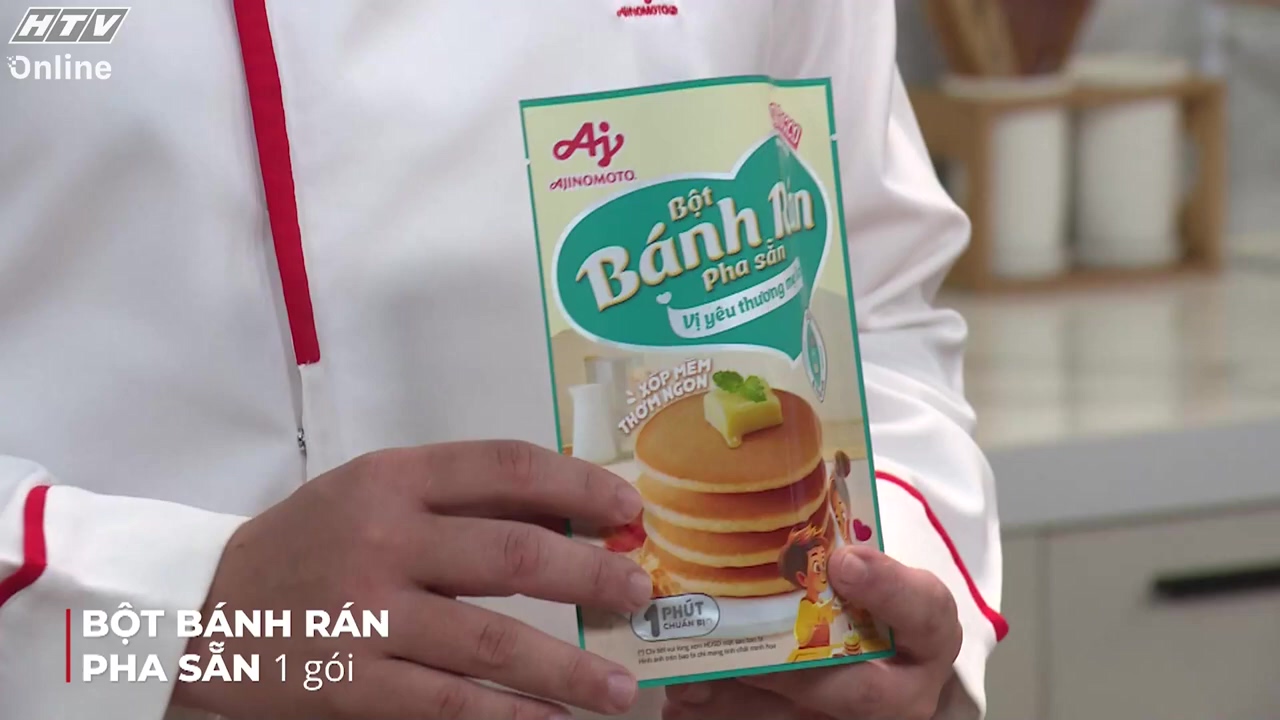 HTV
Online
AJINOMOTO
Aj
AJINOMOTO
Bột
Bánh Rán
Pha sẵn
Vị yêu thương
XỐP MỀM
THƠM NGON
1 PHÚT
CHUẨN BỊ
BỘT BÁNH RÁN
PHA SẴN 1 gói